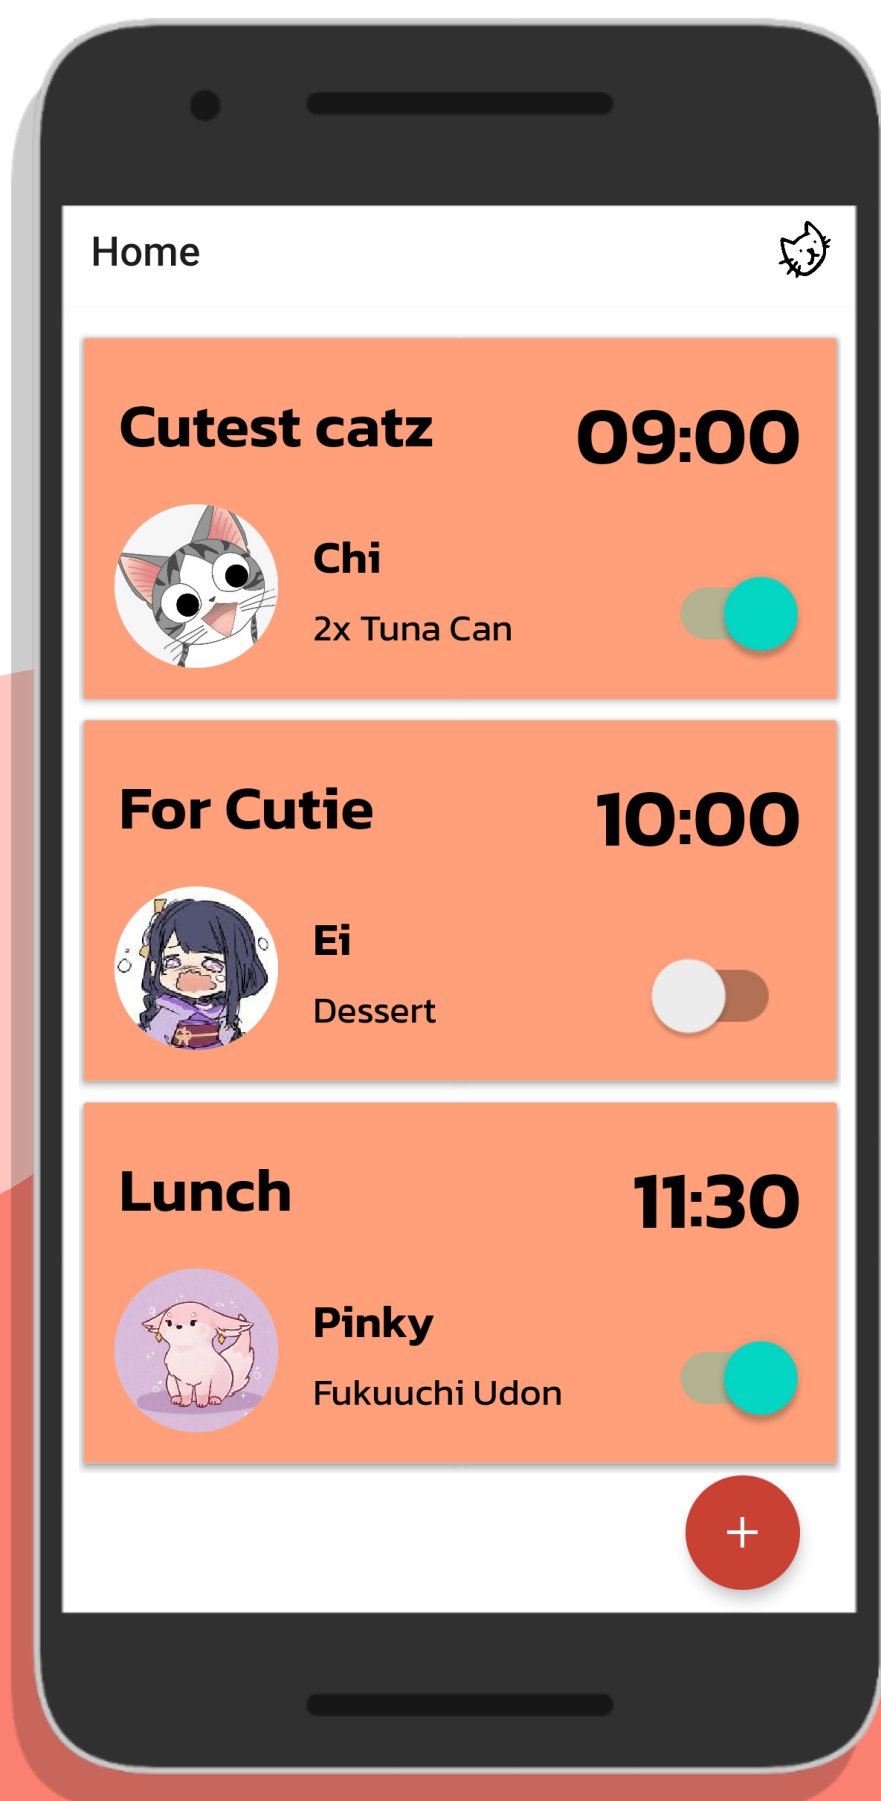 Home
Cutest catz
09:00
Chi
2x Tuna Can
For Cutie
10:00
Ei
Dessert
Lunch
11:30
Pinky
Fukuuchi Udon
+